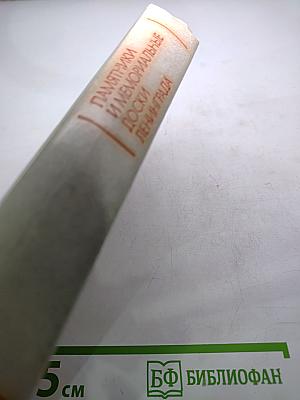 ПАМЯТНИКИ
И МЕМОРИАЛЬНЫЕ
ДОСКИ
ЛЕНИНГРАДА
5 см
БФ БИБЛИОФАН